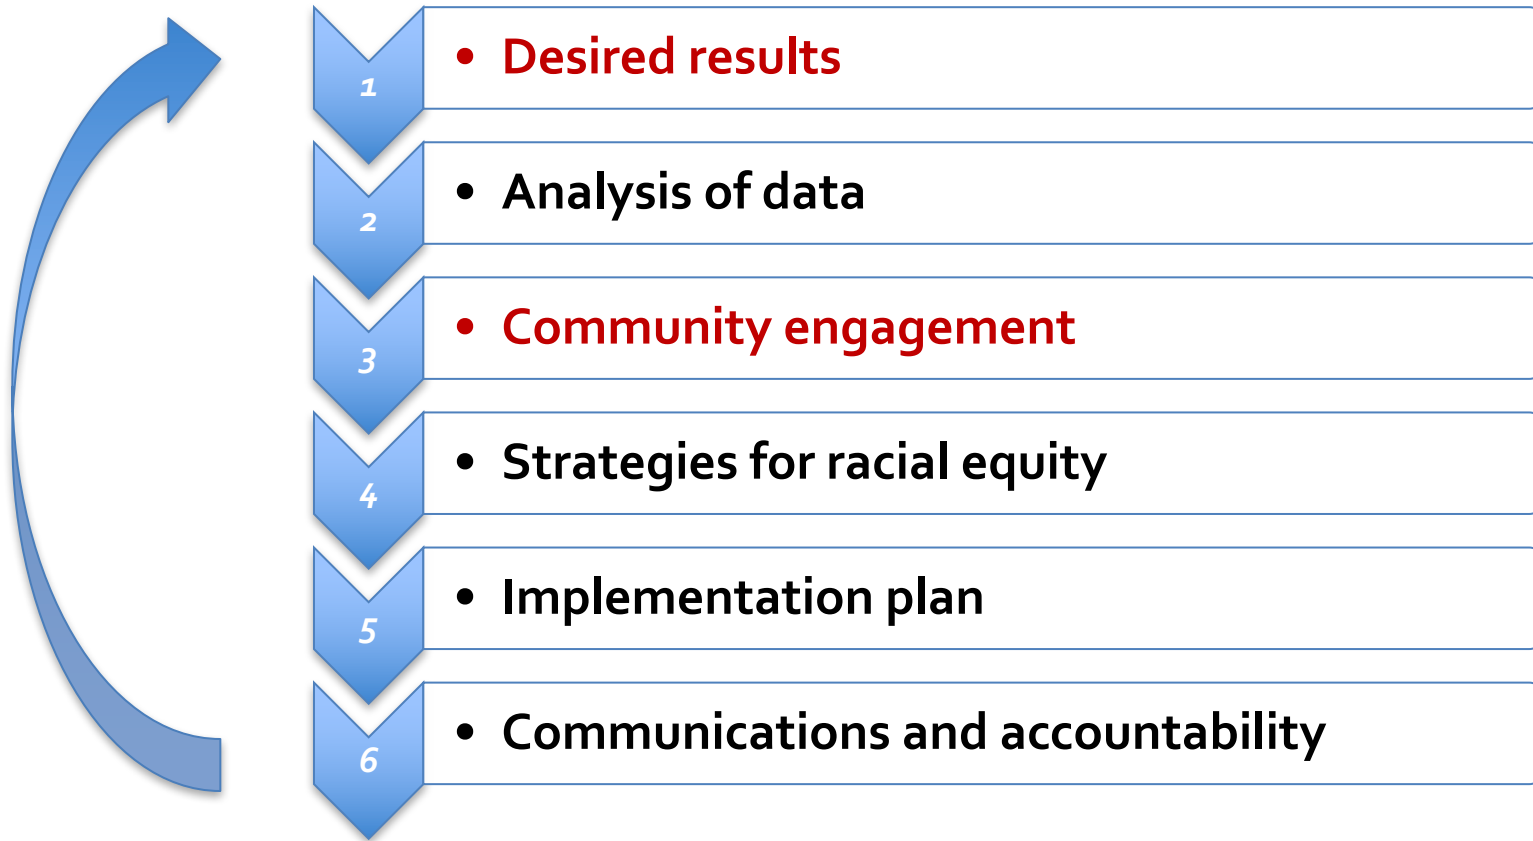 1
• Desired results
2
• Analysis of data
3
• Community engagement
4
• Strategies for racial equity
5
• Implementation plan
6
• Communications and accountability